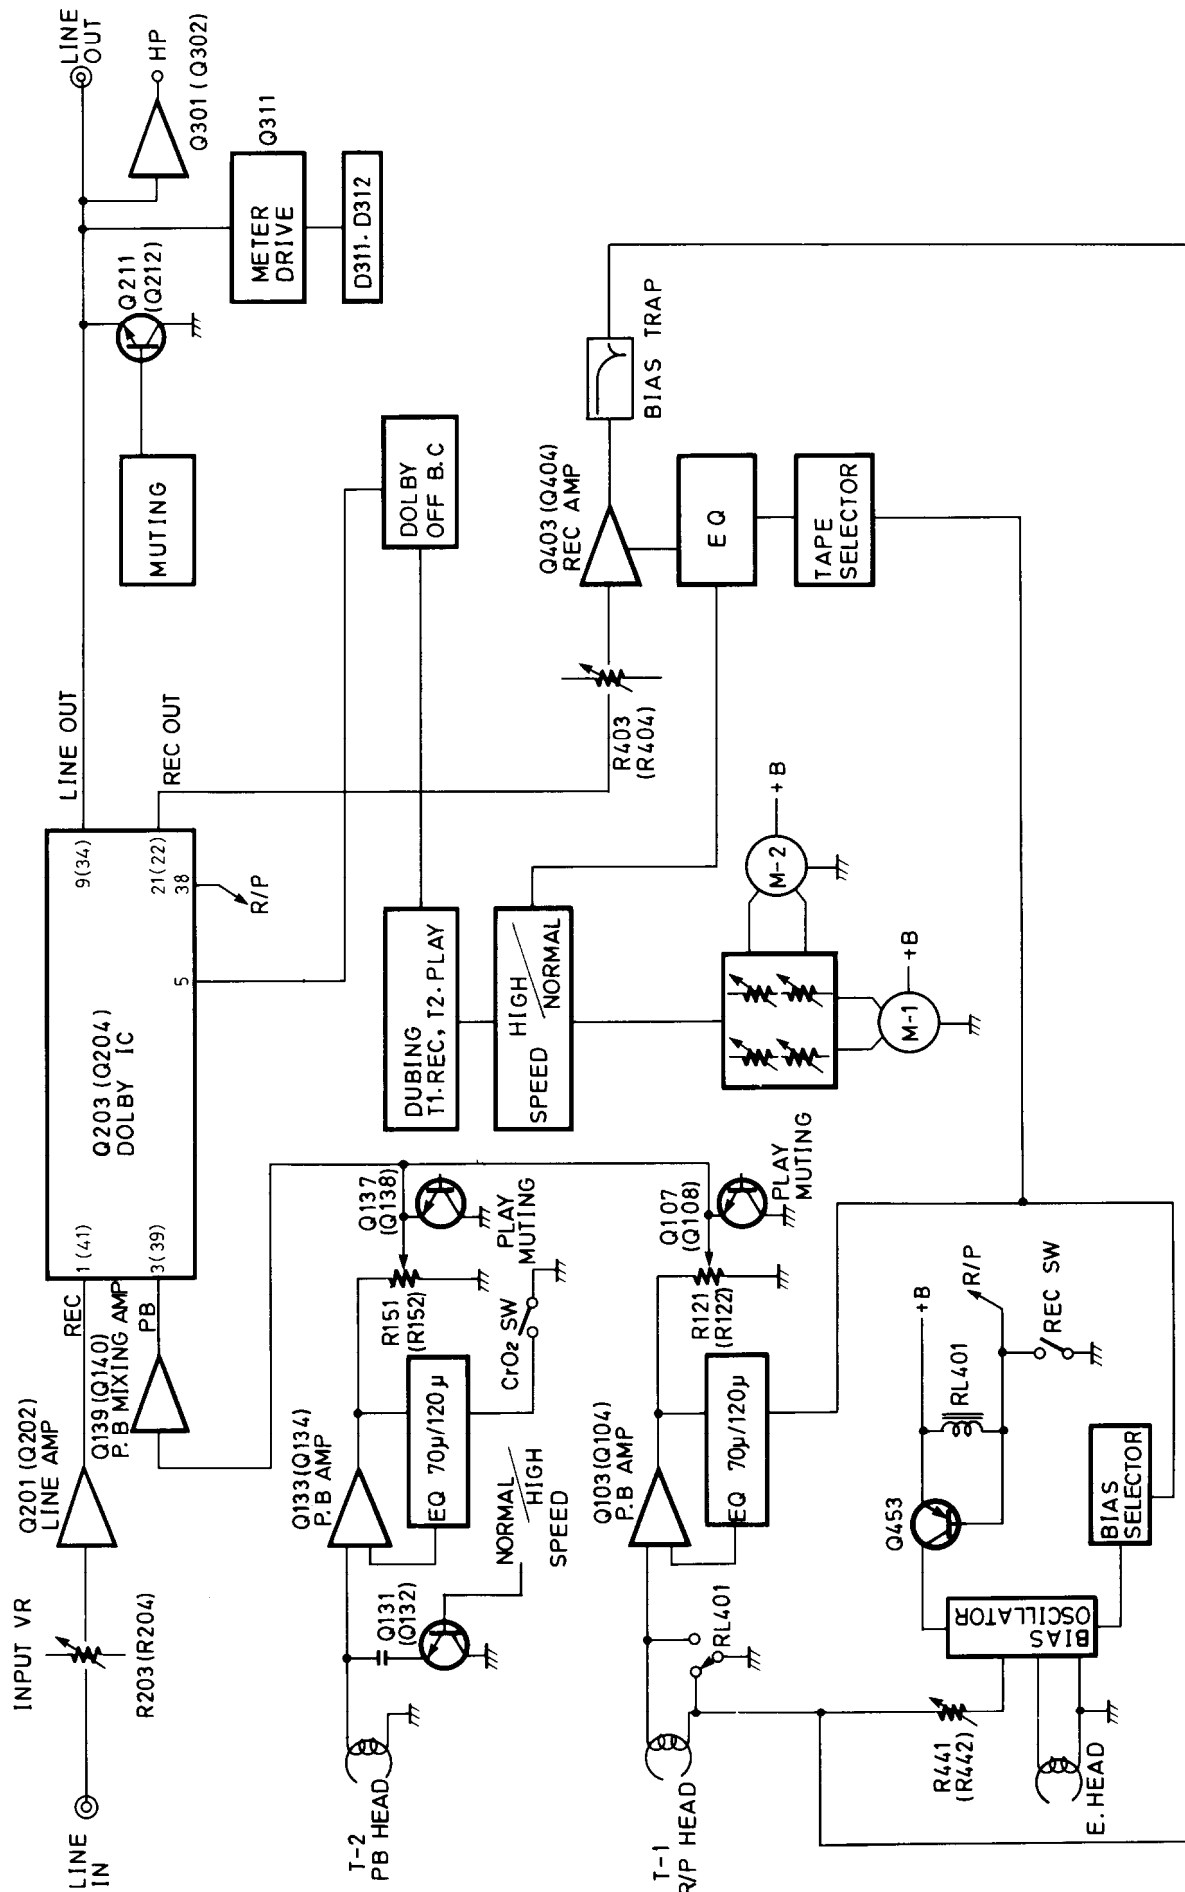 LINE
IN
INPUT VR
R203(R204)
Q201(Q202)
LINE AMP
REC
Q139(Q140)
P.B MIXING AMP
PB
1(41)
3(39)
Q203(Q204)
DOLBY IC
5
9(34)
21(22)
38
R/P
LINE OUT
REC OUT
MUTING
Q211
(Q212)
LINE
OUT
HP
Q301(Q302)
Q311
METER
DRIVE
D311. D312
T-2
PB HEAD
Q131
(Q132)
NORMAL/HIGH
SPEED
Q133(Q134)
P.B AMP
EQ 70μ/120μ
R151
(R152)
CrO2 SW
Q137
(Q138)
PLAY
MUTING
DUBING
T1.REC, T2.PLAY
DOLBY
OFF B.C
SPEED HIGH/NORMAL
R403
(R404)
Q403(Q404)
REC AMP
BIAS TRAP
EQ
TAPE
SELECTOR
M-2
+B
M-1
+B
T-1
R/P HEAD
RL401
Q103(Q104)
P.B AMP
EQ 70μ/120μ
R121
(R122)
Q107
(Q108)
PLAY
MUTING
R441
(R442)
E.HEAD
BIAS
OSCILLATOR
Q453
+B
RL401
R/P
REC SW
BIAS
SELECTOR